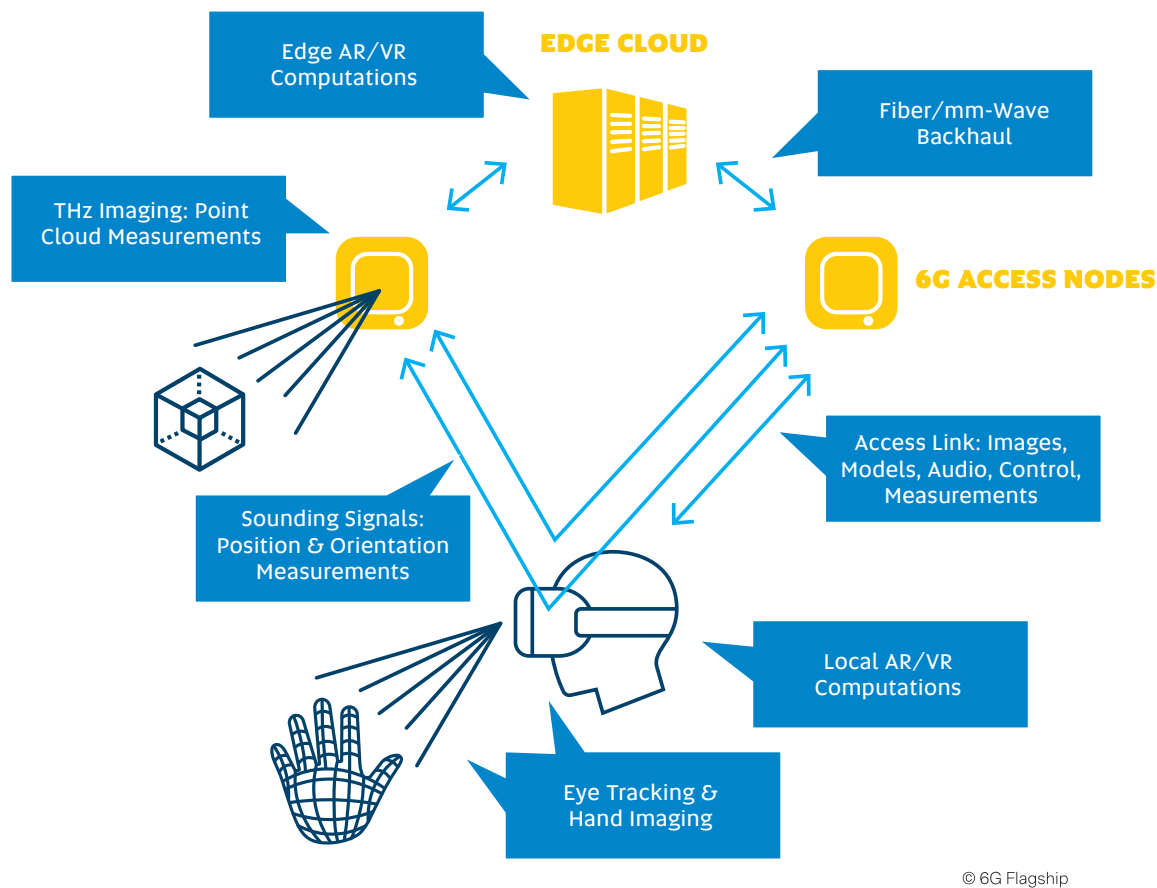 Edge AR/VR
Computations
EDGE CLOUD
Fiber/mm-Wave
Backhaul
THz Imaging: Point
Cloud Measurements
6G ACCESS NODES
Access Link: Images,
Models, Audio, Control,
Measurements
Sounding Signals:
Position & Orientation
Measurements
Local AR/VR
Computations
Eye Tracking &
Hand Imaging
© 6G Flagship